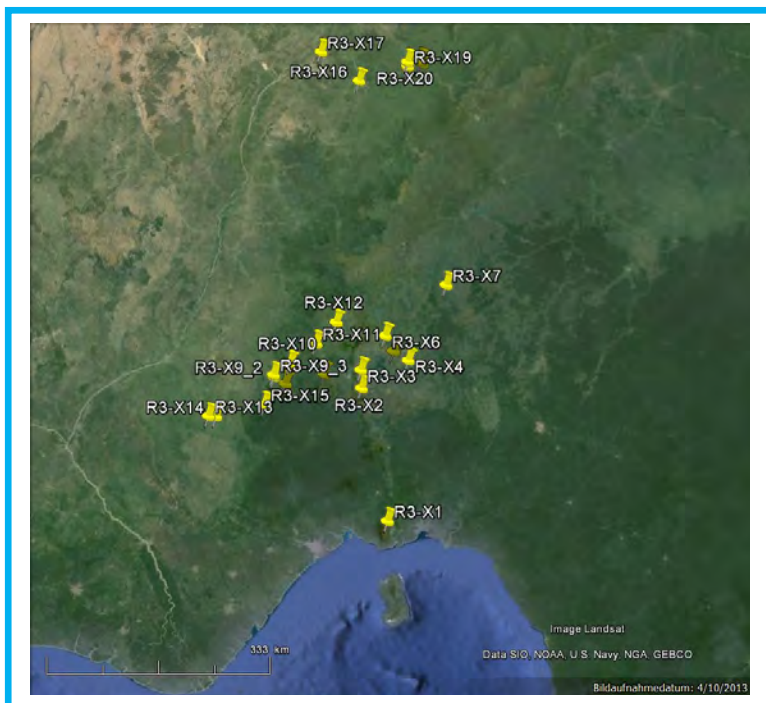 R3-X17
R3-X19
R3-X16
R3-X20
R3-X7
R3-X12
R3-X11
R3-X6
R3-X10
R3-X9_2
R3-X9_3
R3-X4
R3-X3
R3-X15
R3-X2
R3-X14
R3-X13
R3-X1
Image Landsat
333 km
Data SIO, NOAA, U.S. Navy, NGA, GEBCO
Bildaufnahmedatum: 4/10/2013